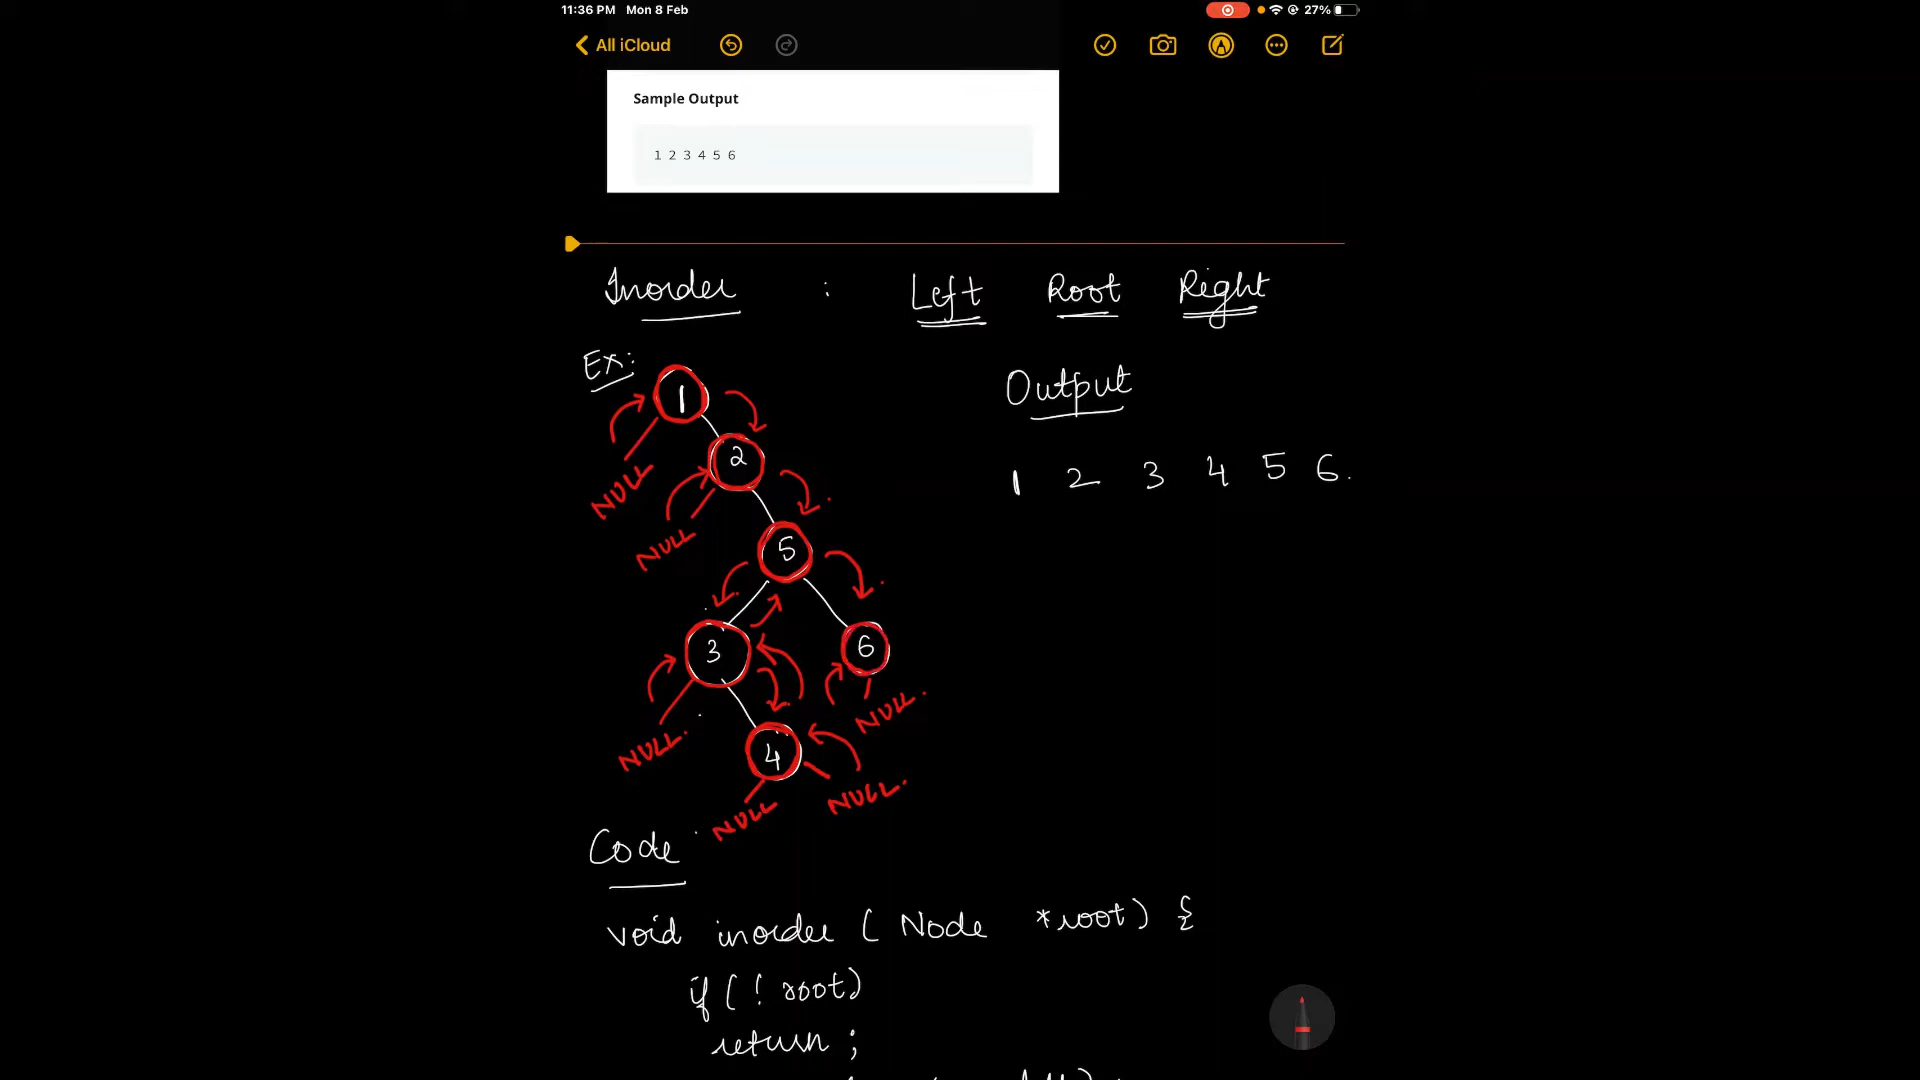 11:36 PM Mon 8 Feb 27%
All iCloud
Sample Output
1 2 3 4 5 6
Inorder : Left Root Right
Ex:
Output
1
2
1 2 3 4 5 6.
NULL
NULL
5
3
6
NULL.
NULL.
4
NULL.
NULL
Code
void inorder ( Node *root) {
if ( ! root)
return ;